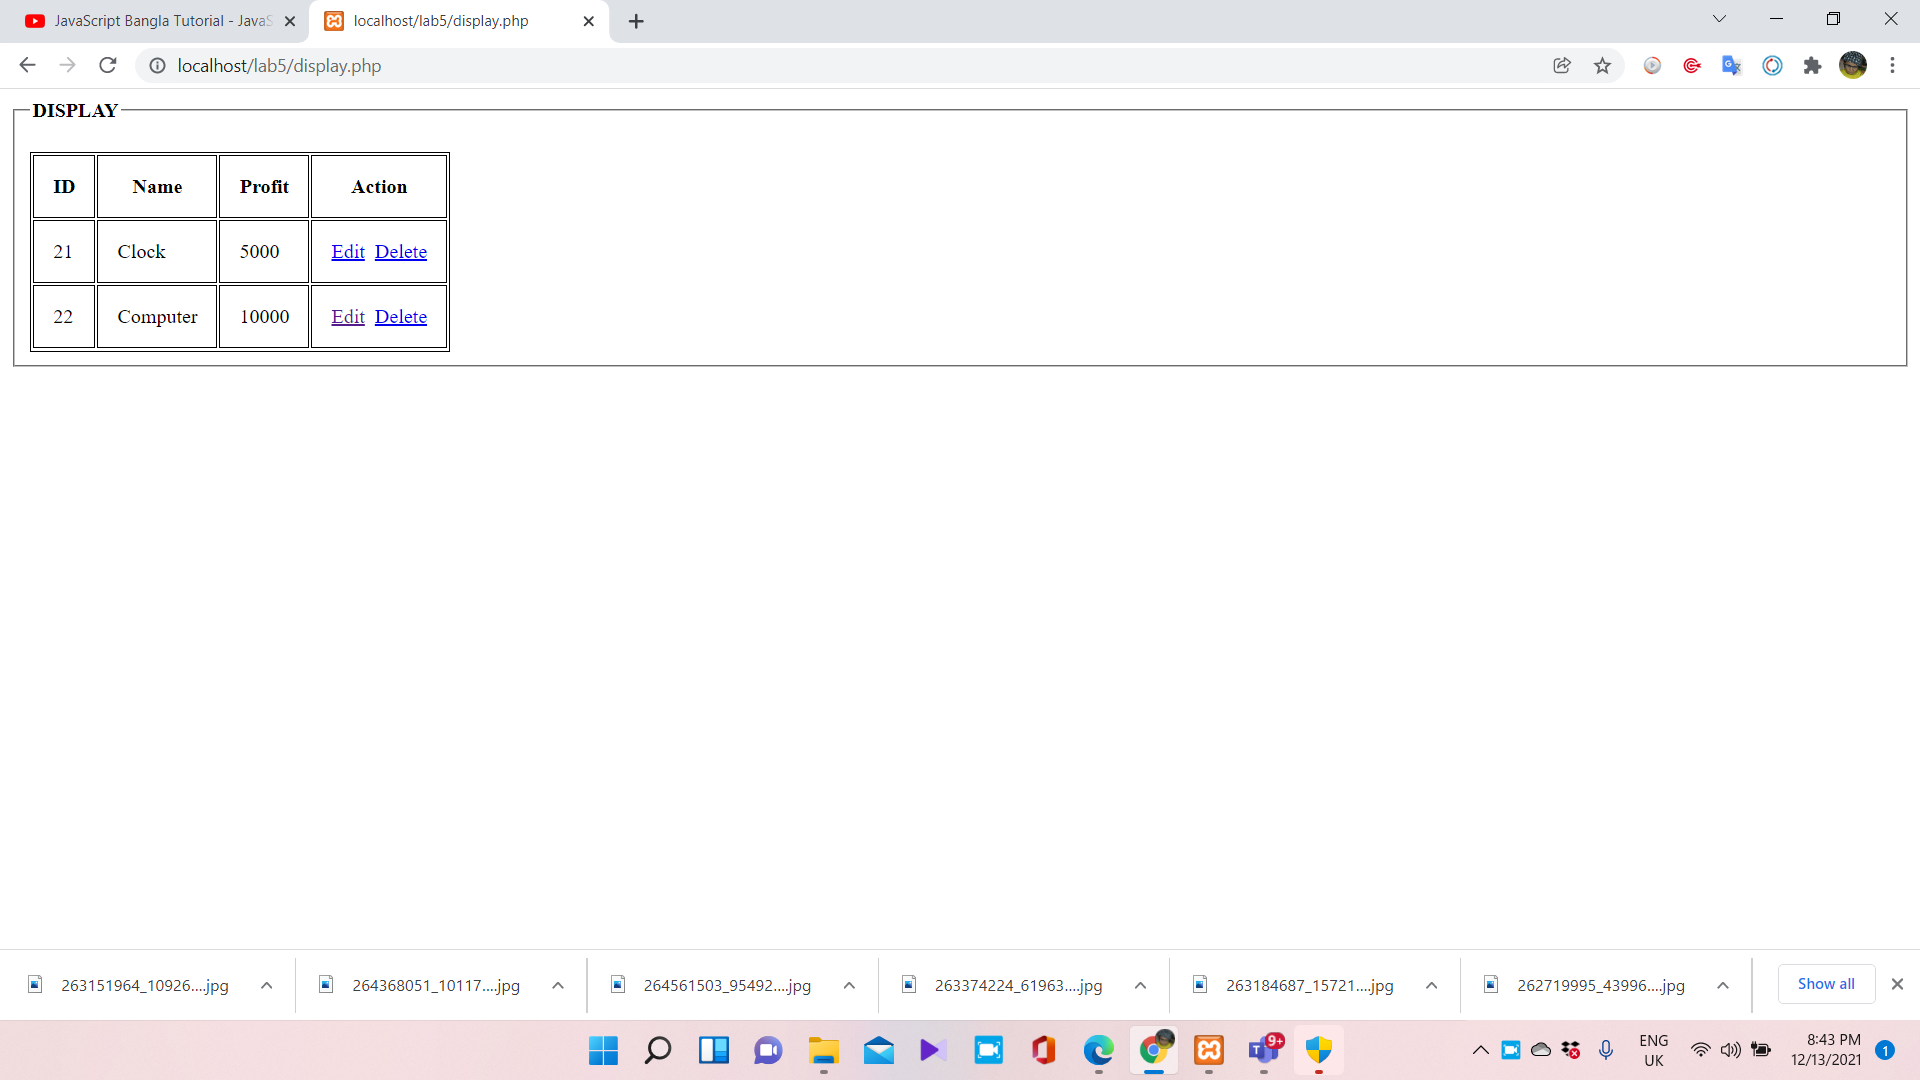 JavaScript Bangla Tutorial - JavaS
localhost/lab5/display.php
localhost/lab5/display.php
DISPLAY
ID Name Profit Action
21 Clock 5000 Edit Delete
22 Computer 10000 Edit Delete
263151964_10926....jpg
264368051_10117....jpg
264561503_95492....jpg
263374224_61963....jpg
263184687_15721....jpg
262719995_43996....jpg
Show all
9+
ENG
UK
8:43 PM
12/13/2021
1